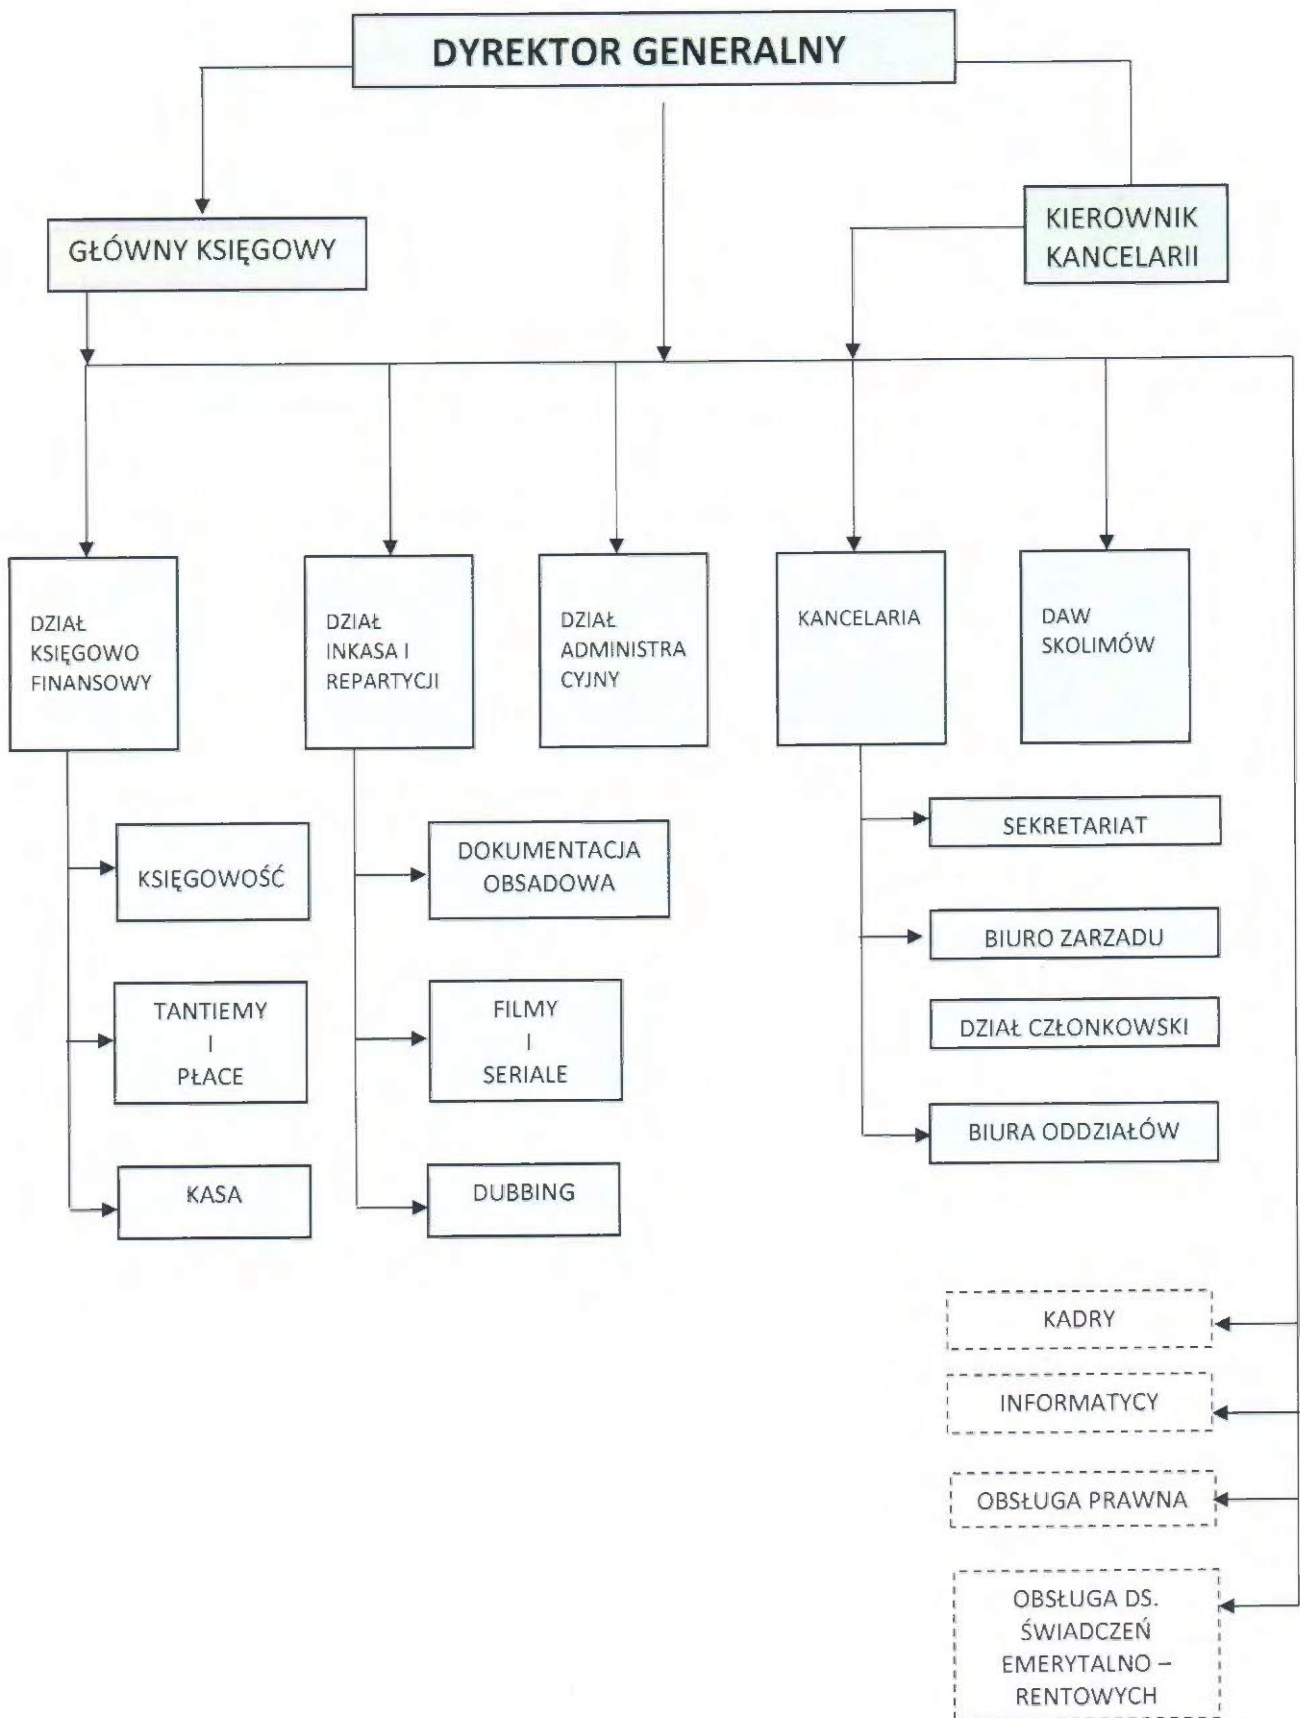 DYREKTOR GENERALNY
GŁÓWNY KSIĘGOWY
KIEROWNIK
KANCELARII
DZIAŁ
KSIĘGOWO
FINANSOWY
DZIAŁ
INKASA I
REPARTYCJI
DZIAŁ
ADMINISTRA
CYJNY
KANCELARIA
DAW
SKOLIMÓW
KSIĘGOWOŚĆ
TANTIEMY
I
PŁACE
KASA
DOKUMENTACJA
OBSADOWA
FILMY
I
SERIALE
DUBBING
SEKRETARIAT
BIURO ZARZADU
DZIAŁ CZŁONKOWSKI
BIURA ODDZIAŁÓW
KADRY
INFORMATYCY
OBSŁUGA PRAWNA
OBSŁUGA DS.
ŚWIADCZEŃ
EMERYTALNO –
RENTOWYCH